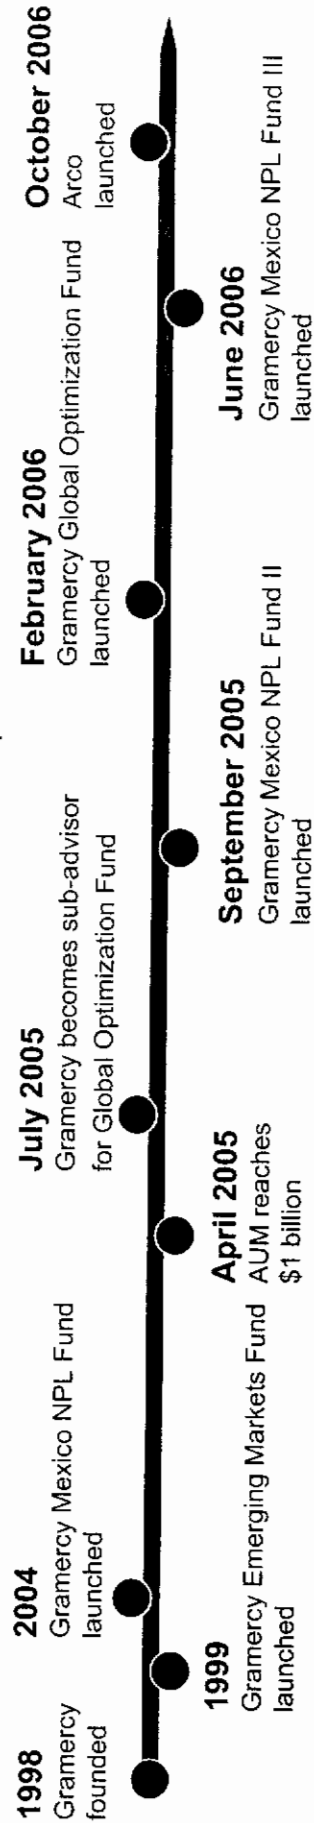 1998
Gramercy
founded
1999
Gramercy Emerging Markets Fund
launched
2004
Gramercy Mexico NPL Fund
launched
April 2005
AUM reaches
$1 billion
July 2005
Gramercy becomes sub-advisor
for Global Optimization Fund
September 2005
Gramercy Mexico NPL Fund II
launched
February 2006
Gramercy Global Optimization Fund
launched
June 2006
Gramercy Mexico NPL Fund III
launched
October 2006
Arco
launched